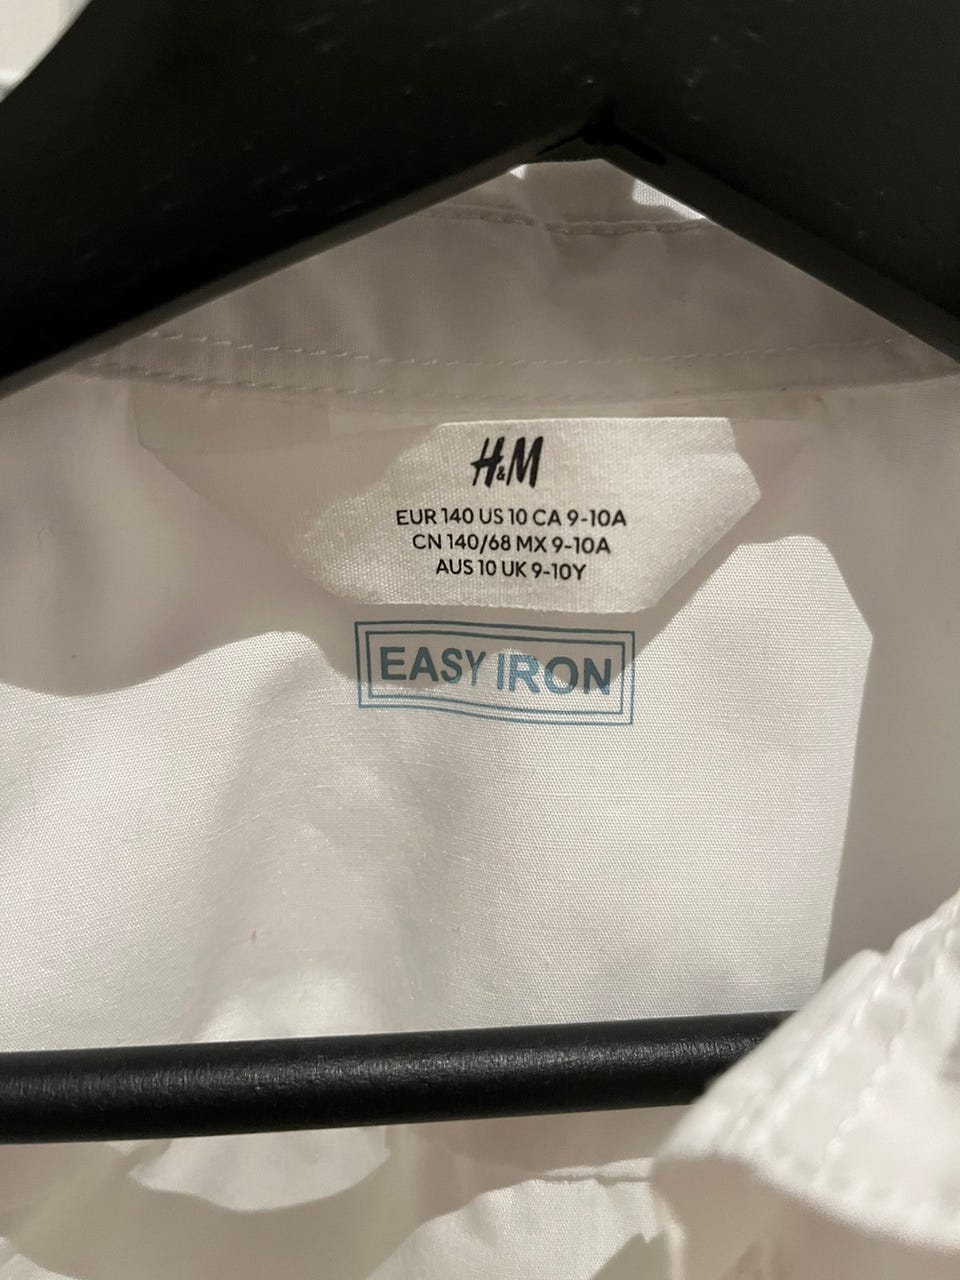 H&M
EUR 140 US 10 CA 9-10A
CN 140/68 MX 9-10A
AUS 10 UK 9-10Y
EASY IRON